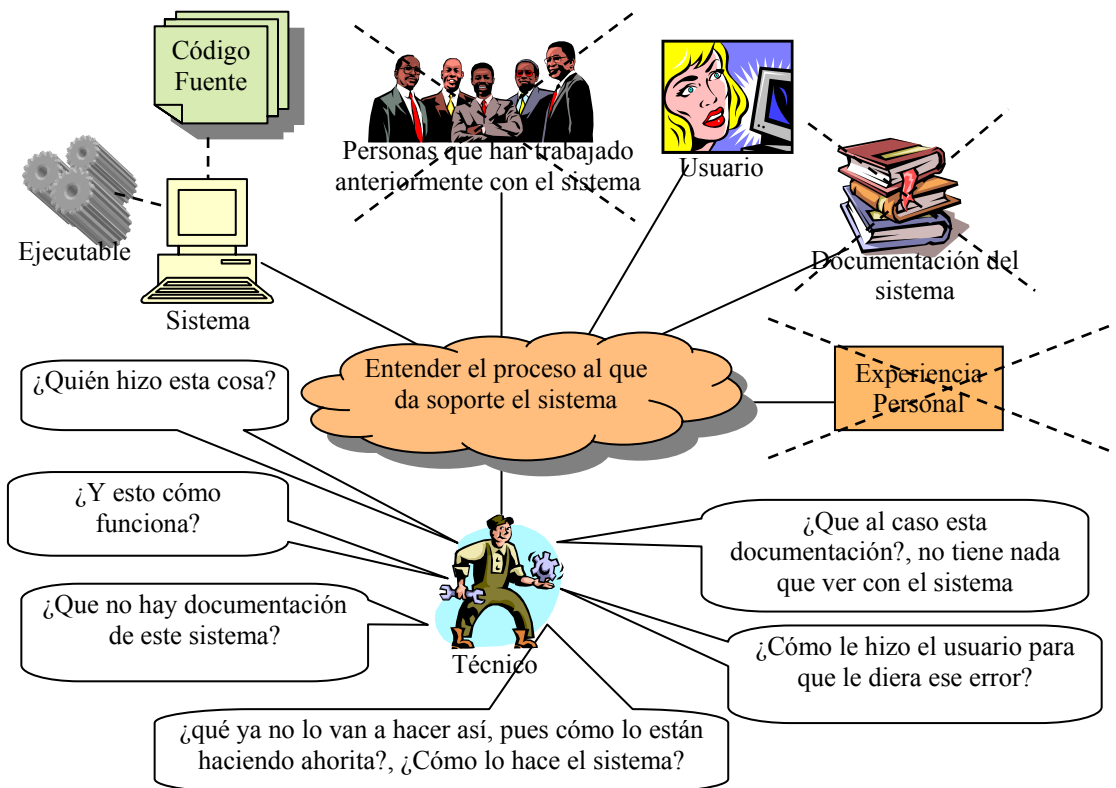 Código
Fuente
Personas que han trabajado
anteriormente con el sistema
Usuario
Ejecutable
Sistema
Documentación del
sistema
Entender el proceso al que
da soporte el sistema
Experiencia
Personal
¿Quién hizo esta cosa?
¿Y esto cómo
funciona?
¿Que no hay documentación
de este sistema?
¿Que al caso esta
documentación?, no tiene nada
que ver con el sistema
¿Cómo le hizo el usuario para
que le diera ese error?
Técnico
¿qué ya no lo van a hacer así, pues cómo lo están
haciendo ahorita?, ¿Cómo lo hace el sistema?